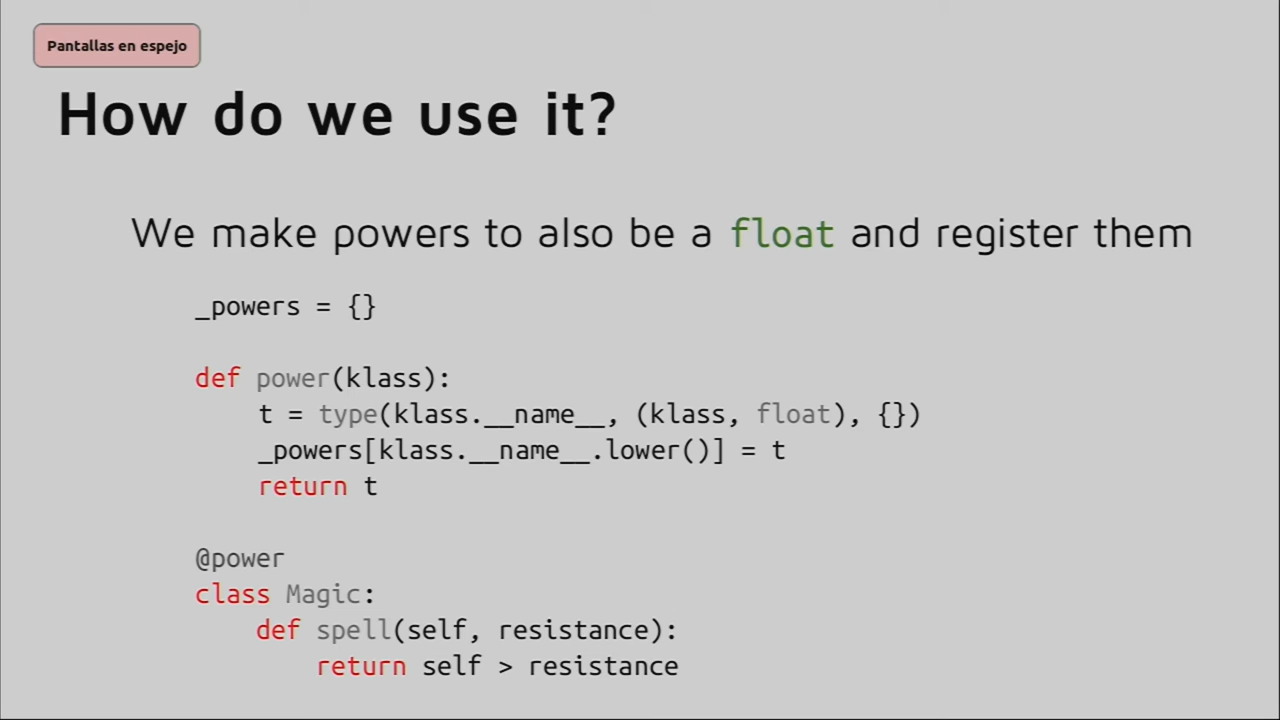 Pantallas en espejo
How do we use it?
We make powers to also be a float and register them
_powers = {}
def power(klass):
    t = type(klass.__name__, (klass, float), {})
    _powers[klass.__name__.lower()] = t
    return t
@power
class Magic:
    def spell(self, resistance):
        return self > resistance